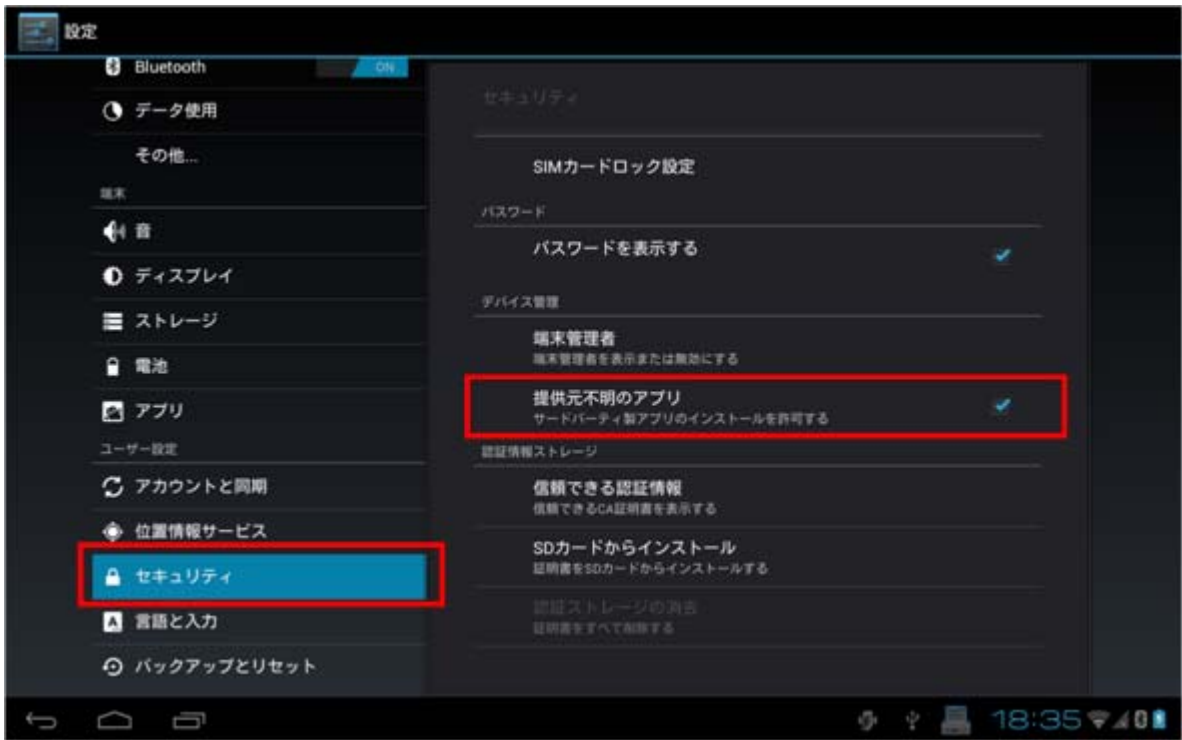 設定
Bluetooth
ON
データ使用
その他...
端末
音
ディスプレイ
ストレージ
電池
アプリ
ユーザー設定
アカウントと同期
位置情報サービス
セキュリティ
言語と入力
バックアップとリセット
セキュリティ
SIMカードロック設定
パスワード
パスワードを表示する
デバイス管理
端末管理者
端末管理者を表示または無効にする
提供元不明のアプリ
サードパーティ製アプリのインストールを許可する
認証情報ストレージ
信頼できる認証情報
信頼できるCA証明書を表示する
SDカードからインストール
証明書をSDカードからインストールする
認証ストレージの消去
証明書をすべて削除する
18:35